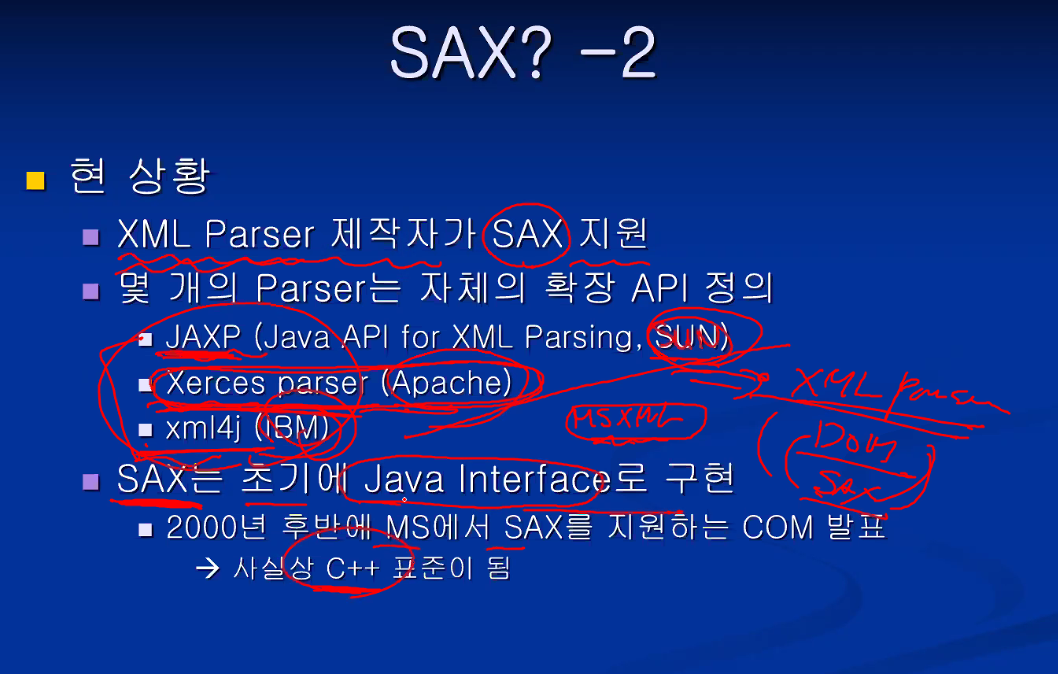 SAX? -2
현 상황
XML Parser 제작자가 SAX 지원
몇 개의 Parser는 자체의 확장 API 정의
JAXP (Java API for XML Parsing, SUN)
Xerces parser (Apache)
XML Parser
xml4j (IBM)
MSXML
DOM
SAX
SAX는 초기에 Java Interface로 구현
2000년 후반에 MS에서 SAX를 지원하는 COM 발표
→ 사실상 C++ 표준이 됨